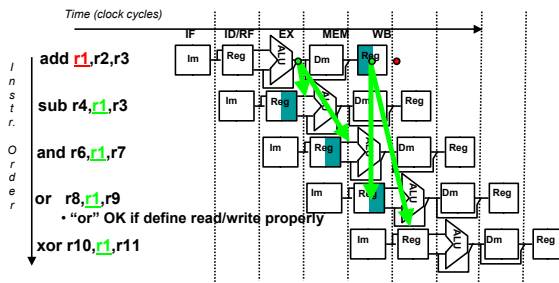 Time (clock cycles)
IF ID/RF EX MEM WB
Instr. Order
add r1,r2,r3 Im Reg ALU Dm Reg
sub r4,r1,r3 Im Reg ALU Dm Reg
and r6,r1,r7 Im Reg ALU Dm Reg
or r8,r1,r9 Im Reg ALU Dm Reg
• “or” OK if define read/write properly
xor r10,r1,r11 Im Reg ALU Dm Reg